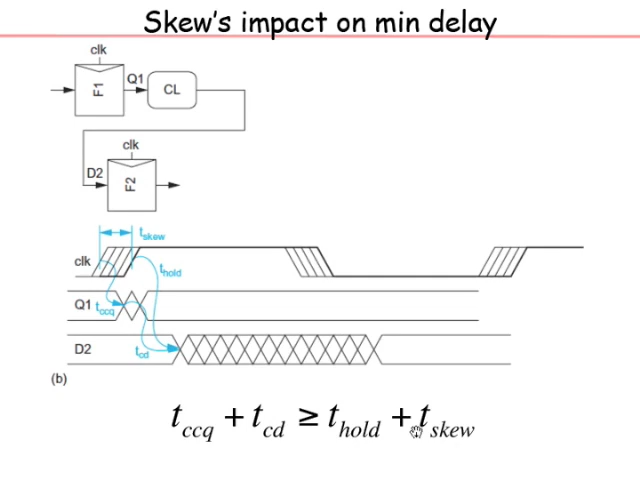 Skew's impact on min delay
clk
F1
Q1
CL
clk
D2
F2
tskew
clk
thold
Q1
tccq
D2
tcd
(b)
tccq + tcd ≥ thold + tskew